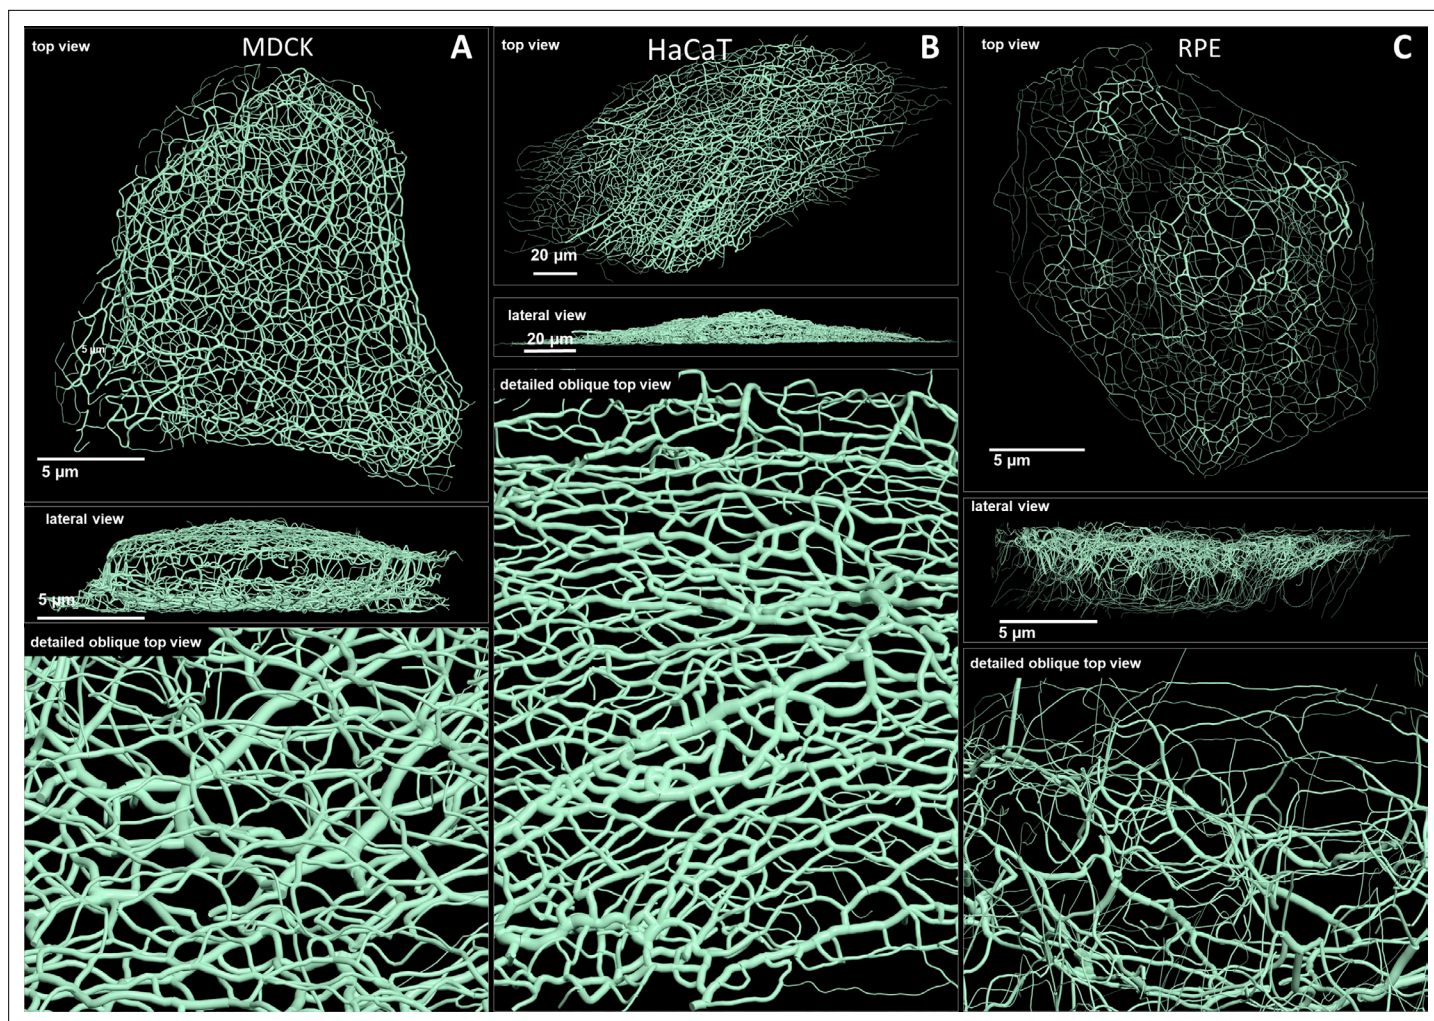 top view
MDCK
A
5 µm
5 µm
lateral view
5 µm
detailed oblique top view
top view
HaCaT
B
20 µm
lateral view
20 µm
detailed oblique top view
top view
RPE
C
5 µm
lateral view
5 µm
detailed oblique top view